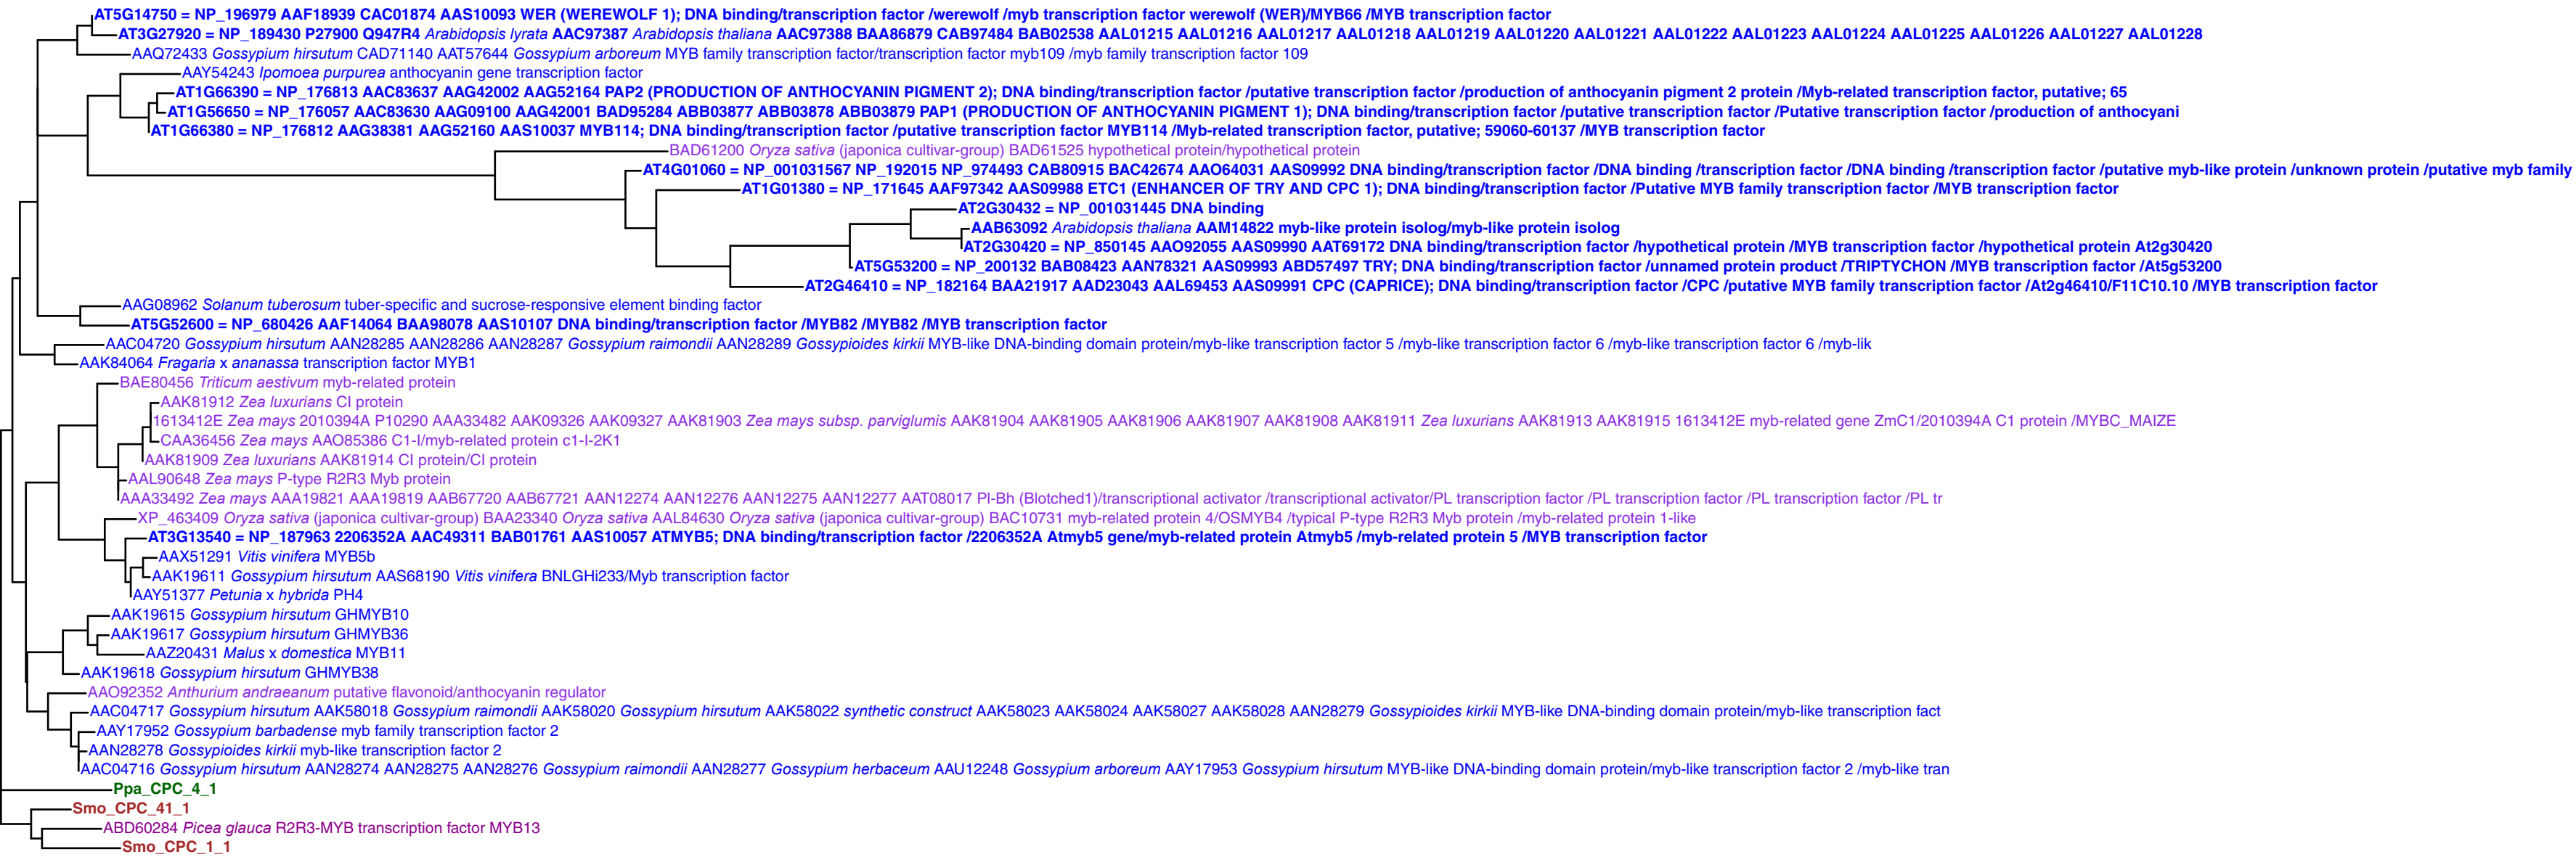 AT5G14750 = NP_196979 AAF18939 CAC01874 AAS10093 WER (WEREWOLF 1); DNA binding/transcription factor /werewolf /myb transcription factor werewolf (WER)/MYB66 /MYB transcription factor
AT3G27920 = NP_189430 P27900 Q947R4 Arabidopsis lyrata AAC97387 Arabidopsis thaliana AAC97388 BAA86879 CAB97484 BAB02538 AAL01215 AAL01216 AAL01217 AAL01218 AAL01219 AAL01220 AAL01221 AAL01222 AAL01223 AAL01224 AAL01225 AAL01226 AAL01227 AAL01228
AAQ72433 Gossypium hirsutum CAD71140 AAT57644 Gossypium arboreum MYB family transcription factor/transcription factor myb109 /myb family transcription factor 109
AAY54243 Ipomoea purpurea anthocyanin gene transcription factor
AT1G66390 = NP_176813 AAC83637 AAG42002 AAG52164 PAP2 (PRODUCTION OF ANTHOCYANIN PIGMENT 2); DNA binding/transcription factor /putative transcription factor /production of anthocyanin pigment 2 protein /Myb-related transcription factor, putative; 65
AT1G56650 = NP_176057 AAC83630 AAG09100 AAG42001 BAD95284 ABB03877 ABB03878 ABB03879 PAP1 (PRODUCTION OF ANTHOCYANIN PIGMENT 1); DNA binding/transcription factor /putative transcription factor /Putative transcription factor /production of anthocyani
AT1G66380 = NP_176812 AAG38381 AAG52160 AAS10037 MYB114; DNA binding/transcription factor /putative transcription factor MYB114 /Myb-related transcription factor, putative; 59060-60137 /MYB transcription factor
BAD61200 Oryza sativa (japonica cultivar-group) BAD61525 hypothetical protein/hypothetical protein
AT4G01060 = NP_001031567 NP_192015 NP_974493 CAB80915 BAC42674 AAO64031 AAS09992 DNA binding/transcription factor /DNA binding /transcription factor /DNA binding /transcription factor /putative myb-like protein /unknown protein /putative myb family
AT1G01380 = NP_171645 AAF97342 AAS09988 ETC1 (ENHANCER OF TRY AND CPC 1); DNA binding/transcription factor /Putative MYB family transcription factor /MYB transcription factor
AT2G30432 = NP_001031445 DNA binding
AAB63092 Arabidopsis thaliana AAM14822 myb-like protein isolog/myb-like protein isolog
AT2G30420 = NP_850145 AAO92055 AAS09990 AAT69172 DNA binding/transcription factor /hypothetical protein /MYB transcription factor /hypothetical protein At2g30420
AT5G53200 = NP_200132 BAB08423 AAN78321 AAS09993 ABD57497 TRY; DNA binding/transcription factor /unnamed protein product /TRIPTYCHON /MYB transcription factor /At5g53200
AT2G46410 = NP_182164 BAA21917 AAD23043 AAL69453 AAS09991 CPC (CAPRICE); DNA binding/transcription factor /CPC /putative MYB family transcription factor /At2g46410/F11C10.10 /MYB transcription factor
AAG08962 Solanum tuberosum tuber-specific and sucrose-responsive element binding factor
AT5G52600 = NP_680426 AAF14064 BAA98078 AAS10107 DNA binding/transcription factor /MYB82 /MYB82 /MYB transcription factor
AAC04720 Gossypium hirsutum AAN28285 AAN28286 AAN28287 Gossypium raimondii AAN28289 Gossypioides kirkii MYB-like DNA-binding domain protein/myb-like transcription factor 5 /myb-like transcription factor 6 /myb-like transcription factor 6 /myb-lik
AAK84064 Fragaria x ananassa transcription factor MYB1
BAE80456 Triticum aestivum myb-related protein
AAK81912 Zea luxurians CI protein
1613412E Zea mays 2010394A P10290 AAA33482 AAK09326 AAK09327 AAK81903 Zea mays subsp. parviglumis AAK81904 AAK81905 AAK81906 AAK81907 AAK81908 AAK81911 Zea luxurians AAK81913 AAK81915 1613412E myb-related gene ZmC1/2010394A C1 protein /MYBC_MAIZE
CAA36456 Zea mays AAO85386 C1-I/myb-related protein c1-I-2K1
AAK81909 Zea luxurians AAK81914 CI protein/CI protein
AAL90648 Zea mays P-type R2R3 Myb protein
AAA33492 Zea mays AAA19821 AAA19819 AAB67720 AAB67721 AAN12274 AAN12276 AAN12275 AAN12277 AAT08017 Pl-Bh (Blotched1)/transcriptional activator /transcriptional activator/PL transcription factor /PL transcription factor /PL transcription factor /PL tr
XP_463409 Oryza sativa (japonica cultivar-group) BAA23340 Oryza sativa AAL84630 Oryza sativa (japonica cultivar-group) BAC10731 myb-related protein 4/OSMYB4 /typical P-type R2R3 Myb protein /myb-related protein 1-like
AT3G13540 = NP_187963 2206352A AAC49311 BAB01761 AAS10057 ATMYB5; DNA binding/transcription factor /2206352A Atmyb5 gene/myb-related protein Atmyb5 /myb-related protein 5 /MYB transcription factor
AAX51291 Vitis vinifera MYB5b
AAK19611 Gossypium hirsutum AAS68190 Vitis vinifera BNLGHi233/Myb transcription factor
AAY51377 Petunia x hybrida PH4
AAK19615 Gossypium hirsutum GHMYB10
AAK19617 Gossypium hirsutum GHMYB36
AAZ20431 Malus x domestica MYB11
AAK19618 Gossypium hirsutum GHMYB38
AAO92352 Anthurium andraeanum putative flavonoid/anthocyanin regulator
AAC04717 Gossypium hirsutum AAK58018 Gossypium raimondii AAK58020 Gossypium hirsutum AAK58022 synthetic construct AAK58023 AAK58024 AAK58027 AAK58028 AAN28279 Gossypioides kirkii MYB-like DNA-binding domain protein/myb-like transcription fact
AAY17952 Gossypium barbadense myb family transcription factor 2
AAN28278 Gossypioides kirkii myb-like transcription factor 2
AAC04716 Gossypium hirsutum AAN28274 AAN28275 AAN28276 Gossypium raimondii AAN28277 Gossypium herbaceum AAU12248 Gossypium arboreum AAY17953 Gossypium hirsutum MYB-like DNA-binding domain protein/myb-like transcription factor 2 /myb-like tran
Ppa_CPC_4_1
Smo_CPC_41_1
ABD60284 Picea glauca R2R3-MYB transcription factor MYB13
Smo_CPC_1_1